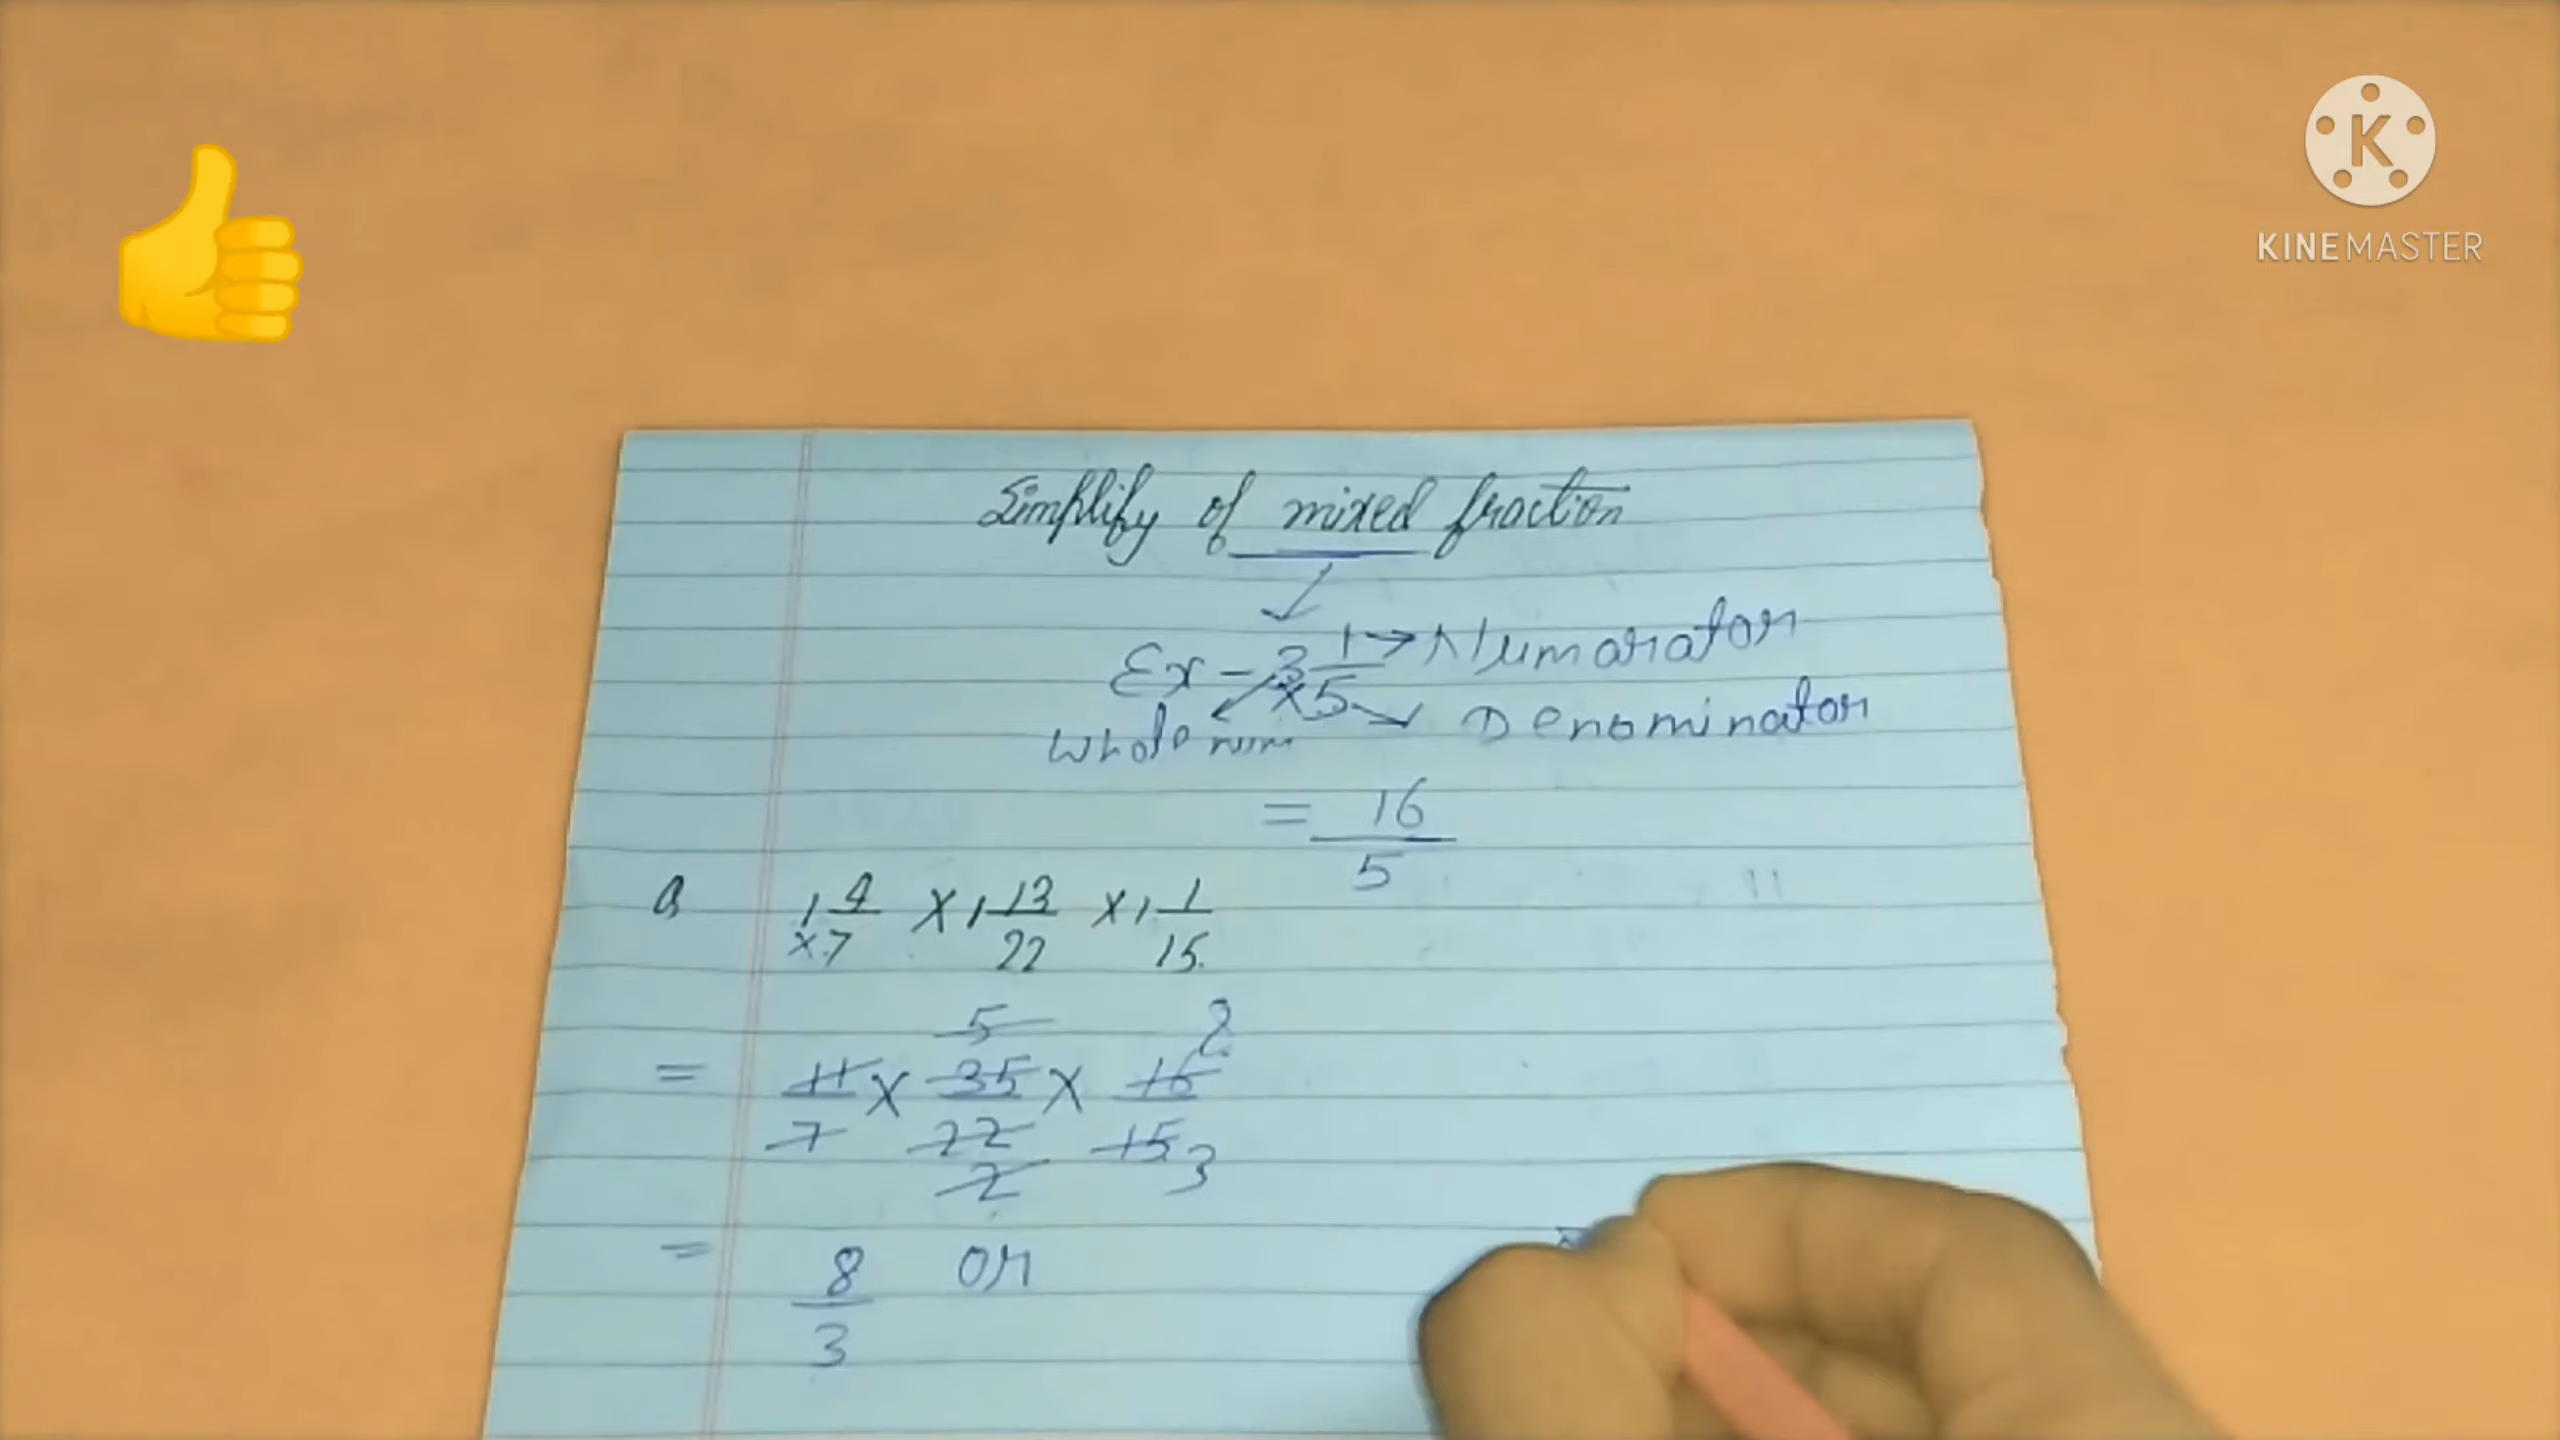 KINEMASTER
Simplify of mixed fraction
Ex - 3 1/5 → Numarator
×
Denominator
Whole num
= 16/5
Q 1 4/7 × 1 13/22 × 1 1/15
×
5 8
= 11/7 × 35/22 × 16/15
2 3
= 8/3 or